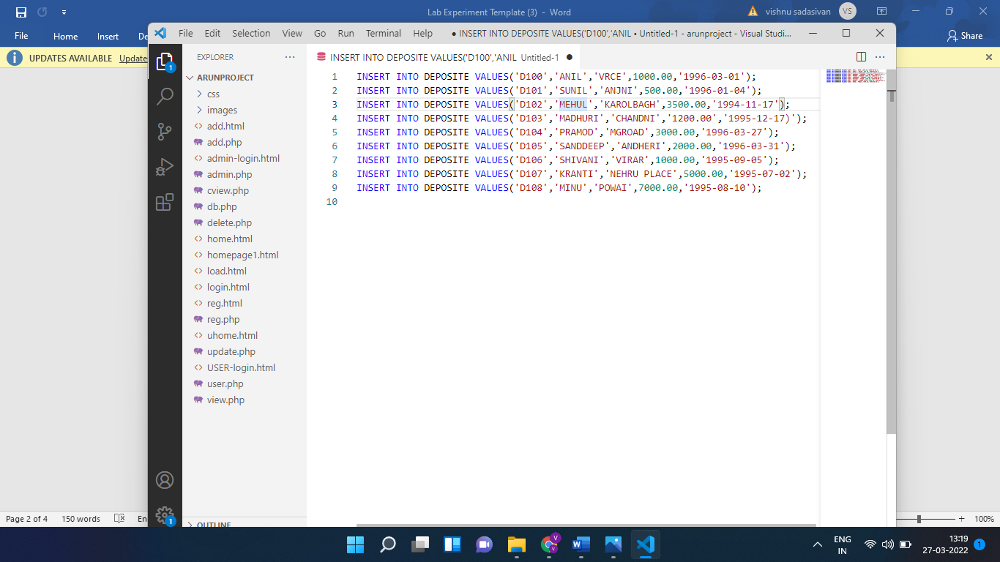 Lab Experiment Template (3) - Word
vishnu sadasivan
VS
File
Home
Insert
De
Share
UPDATES AVAILABLE
Update
File Edit Selection View Go Run Terminal Help
● INSERT INTO DEPOSITE VALUES('D100','ANIL • Untitled-1 - arunproject - Visual Studi...
EXPLORER
INSERT INTO DEPOSITE VALUES('D100','ANIL Untitled-1
ARUNPROJECT
css
images
add.html
add.php
admin-login.html
admin.php
cview.php
db.php
delete.php
home.html
homepage1.html
load.html
login.html
reg.html
reg.php
uhome.html
update.php
USER-login.html
user.php
view.php
OUTLINE
1 INSERT INTO DEPOSITE VALUES('D100','ANIL','VRCE',1000.00,'1996-03-01');
2 INSERT INTO DEPOSITE VALUES('D101','SUNIL','ANJNI',500.00,'1996-01-04');
3 INSERT INTO DEPOSITE VALUES('D102','MEHUL','KAROLBAGH',3500.00,'1994-11-17');
4 INSERT INTO DEPOSITE VALUES('D103','MADHURI','CHANDNI','1200.00','1995-12-17)');
5 INSERT INTO DEPOSITE VALUES('D104','PRAMOD','MGROAD',3000.00,'1996-03-27');
6 INSERT INTO DEPOSITE VALUES('D105','SANDDEEP','ANDHERI',2000.00,'1996-03-31');
7 INSERT INTO DEPOSITE VALUES('D106','SHIVANI','VIRAR',1000.00,'1995-09-05');
8 INSERT INTO DEPOSITE VALUES('D107','KRANTI','NEHRU PLACE',5000.00,'1995-07-02');
9 INSERT INTO DEPOSITE VALUES('D108','MINU','POWAI',7000.00,'1995-08-10');
10
1
1
Page 2 of 4
150 words
En
100%
ENG
IN
13:19
27-03-2022
1